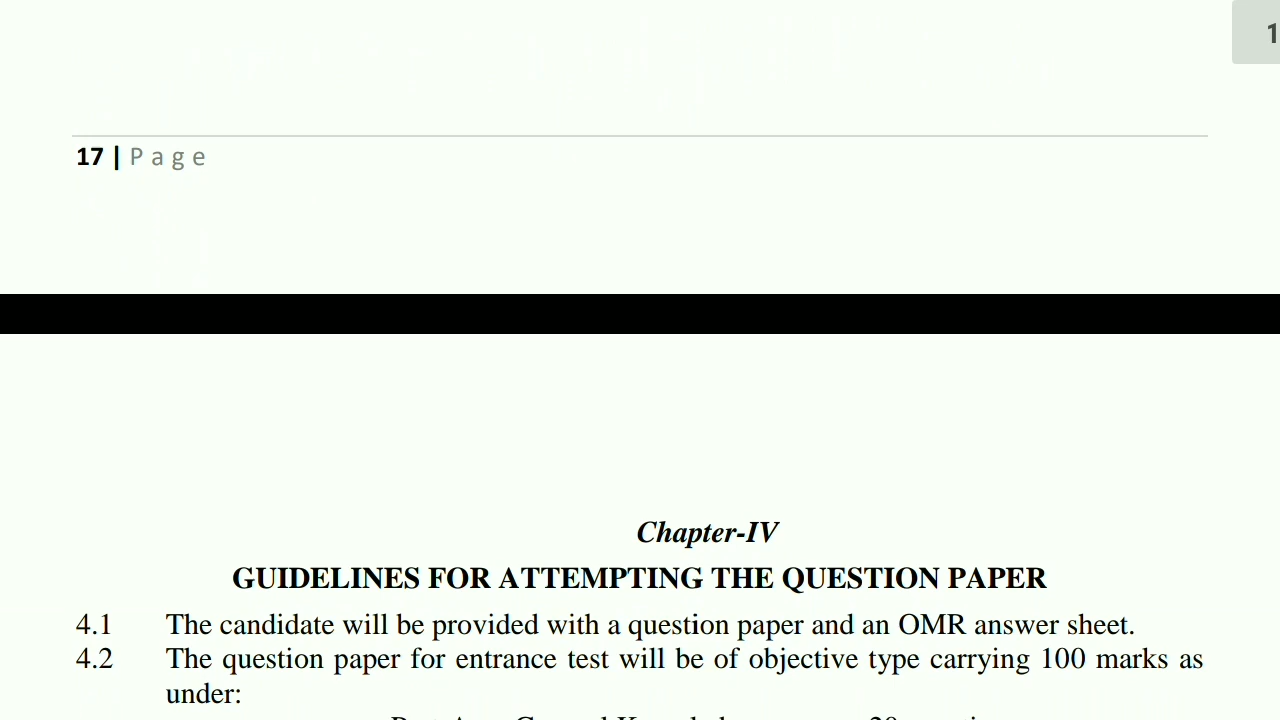 1
17 | P a g e
Chapter-IV
GUIDELINES FOR ATTEMPTING THE QUESTION PAPER
4.1 The candidate will be provided with a question paper and an OMR answer sheet.
4.2 The question paper for entrance test will be of objective type carrying 100 marks as
under: